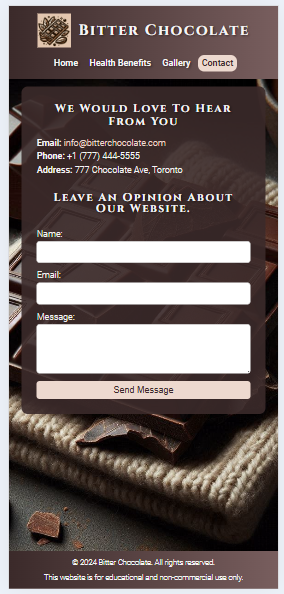 Bitter Chocolate
Home Health Benefits Gallery Contact
We Would Love To Hear
From You
Email: info@bitterchocolate.com
Phone: +1 (777) 444-5555
Address: 777 Chocolate Ave, Toronto
Leave An Opinion About
Our Website.
Name:
Email:
Message:
Send Message
© 2024 Bitter Chocolate. All rights reserved.
This website is for educational and non-commercial use only.